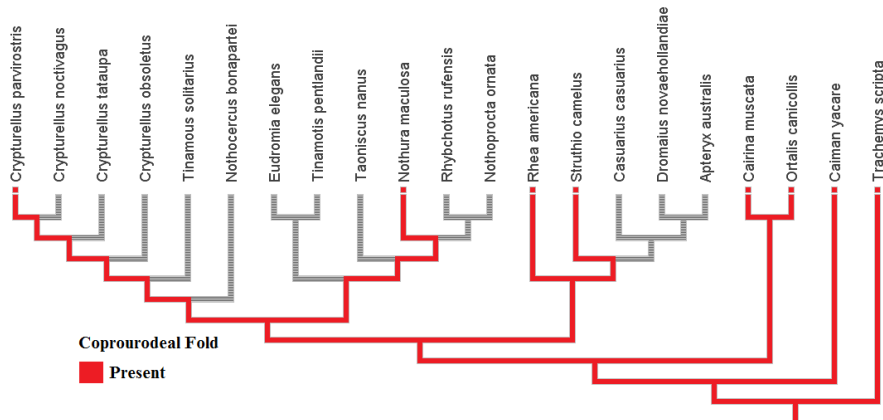 Crypturellus parvirostris
Crypturellus noctivagus
Crypturellus tataupa
Crypturellus obsoletus
Tinamous solitarius
Nothocercus bonapartei
Eudromia elegans
Tinamotis pentlandii
Taoniscus nanus
Nothura maculosa
Rhybchotus rufensis
Nothoprocta ornata
Rhea americana
Struthio camelus
Casuarius casuarius
Dromaius novaehollandiae
Apteryx australis
Cairina muscata
Ortalis canicollis
Caiman yacare
Trachemys scripta
Coprourodeal Fold
Present